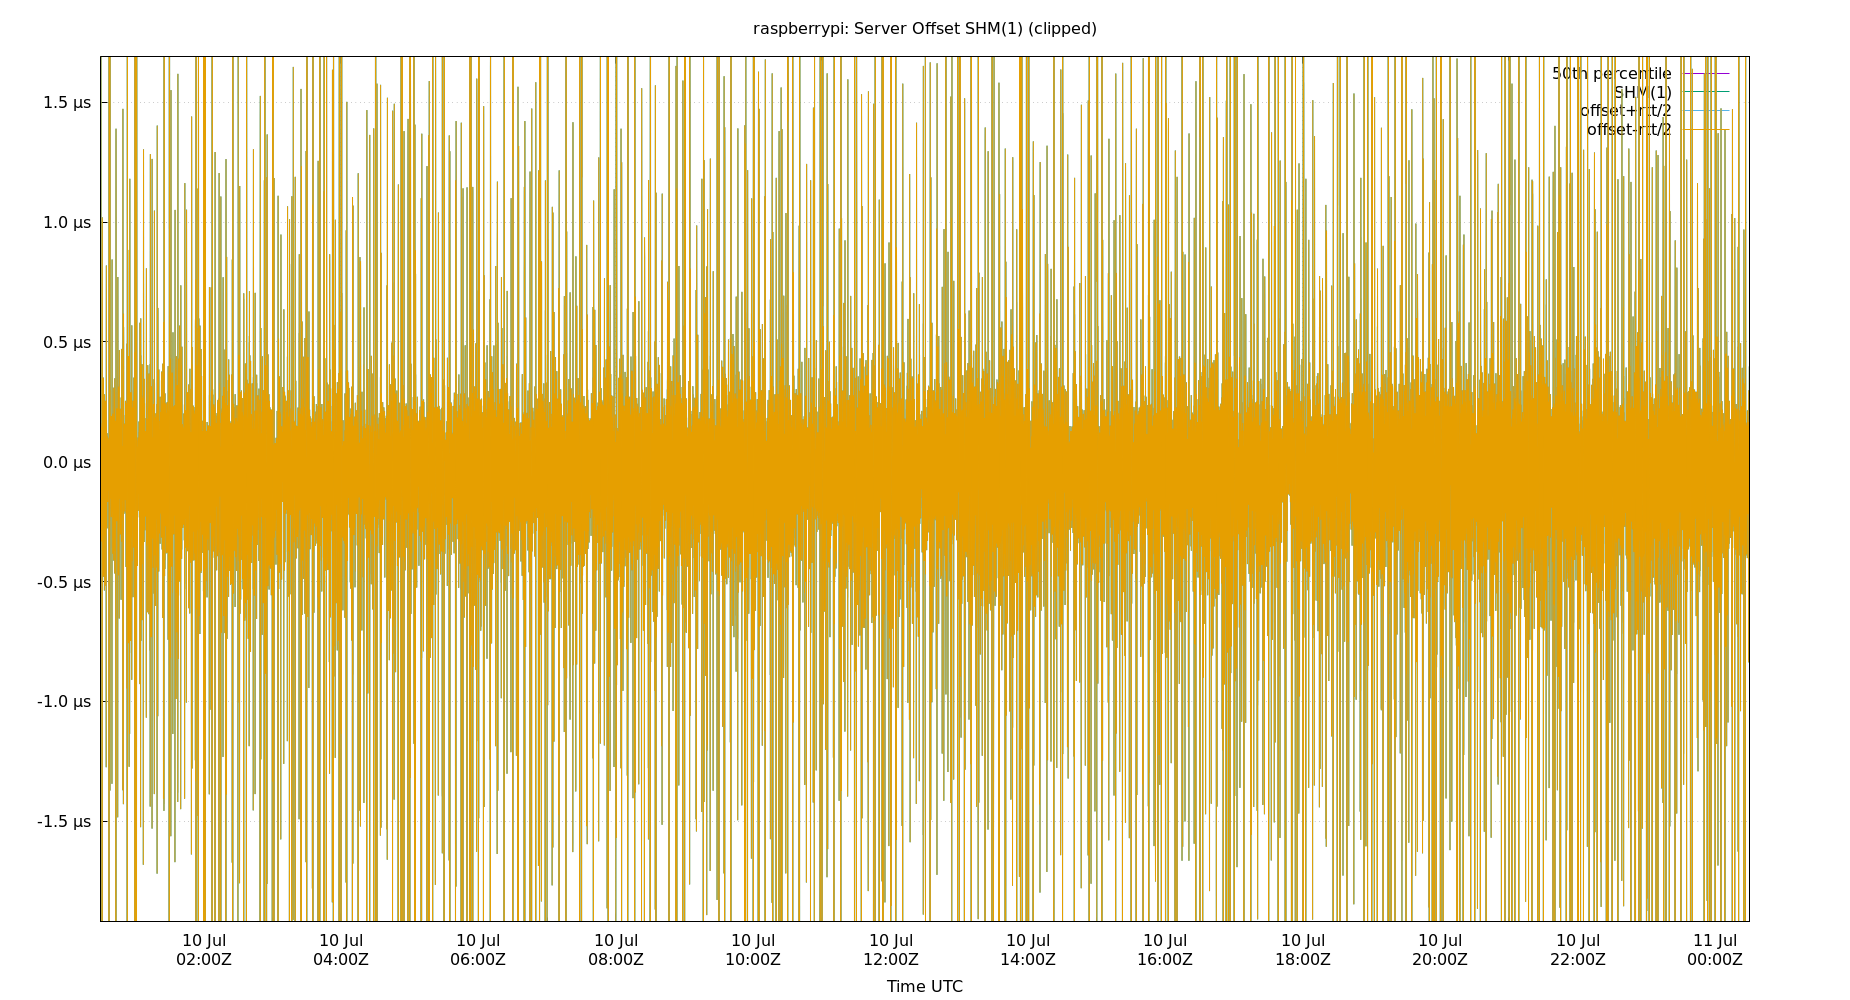 raspberrypi: Server Offset SHM(1) (clipped)
50th percentile
SHM(1)
offset+rtt/2
offset-rtt/2
1.5 µs
1.0 µs
0.5 µs
0.0 µs
-0.5 µs
-1.0 µs
-1.5 µs
10 Jul 10 Jul 10 Jul 10 Jul 10 Jul 10 Jul 10 Jul 10 Jul 10 Jul 10 Jul 10 Jul 11 Jul
02:00Z 04:00Z 06:00Z 08:00Z 10:00Z 12:00Z 14:00Z 16:00Z 18:00Z 20:00Z 22:00Z 00:00Z
Time UTC